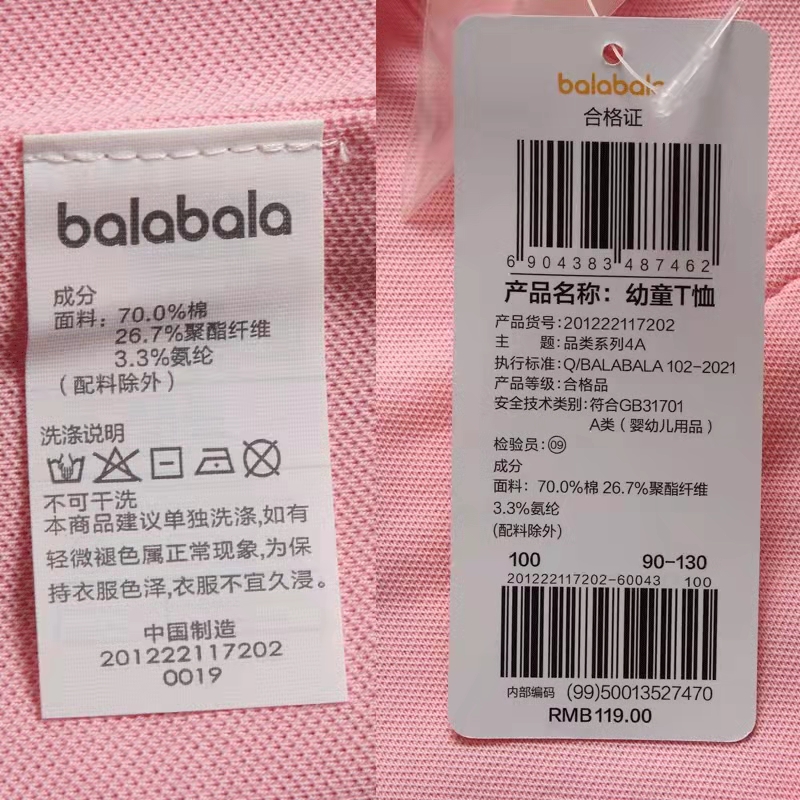 balabala
成分
面料：70.0%棉
26.7%聚酯纤维
3.3%氨纶
（配料除外）
洗涤说明
不可干洗
本商品建议单独洗涤,如有
轻微褪色属正常现象,为保
持衣服色泽,衣服不宜久浸。
中国制造
201222117202
0019
balabala
合格证
6 904383 487462
产品名称：幼童T恤
产品货号：201222117202
主 题：品类系列4A
执行标准：Q/BALABALA 102-2021
产品等级：合格品
安全技术类别：符合GB31701
A类（婴幼儿用品）
检验员：09
成分
面料：70.0%棉 26.7%聚酯纤维
3.3%氨纶
(配料除外)
100 90-130
201222117202-60043 100
内部编码 (99)50013527470
RMB119.00